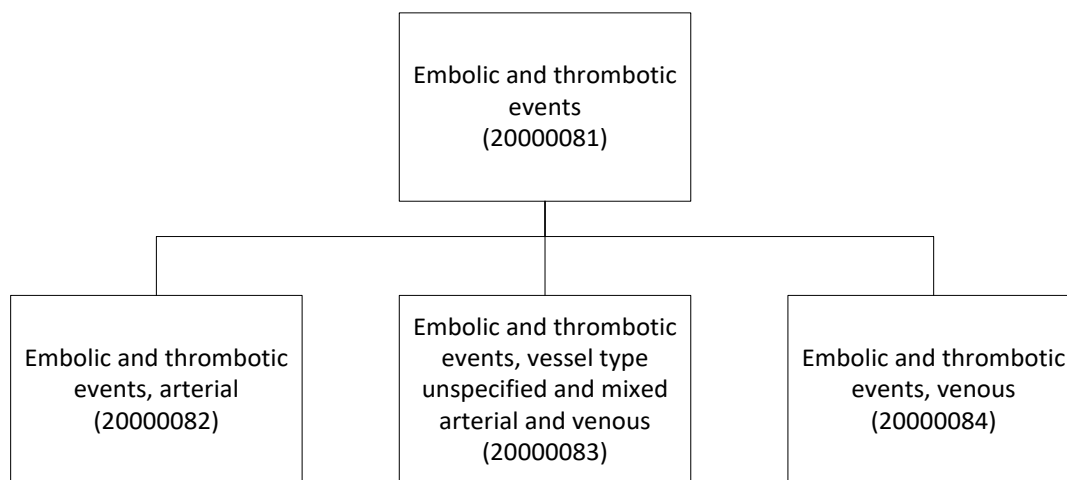 Embolic and thrombotic
events
(20000081)
Embolic and thrombotic
events, arterial
(20000082)
Embolic and thrombotic
events, vessel type
unspecified and mixed
arterial and venous
(20000083)
Embolic and thrombotic
events, venous
(20000084)